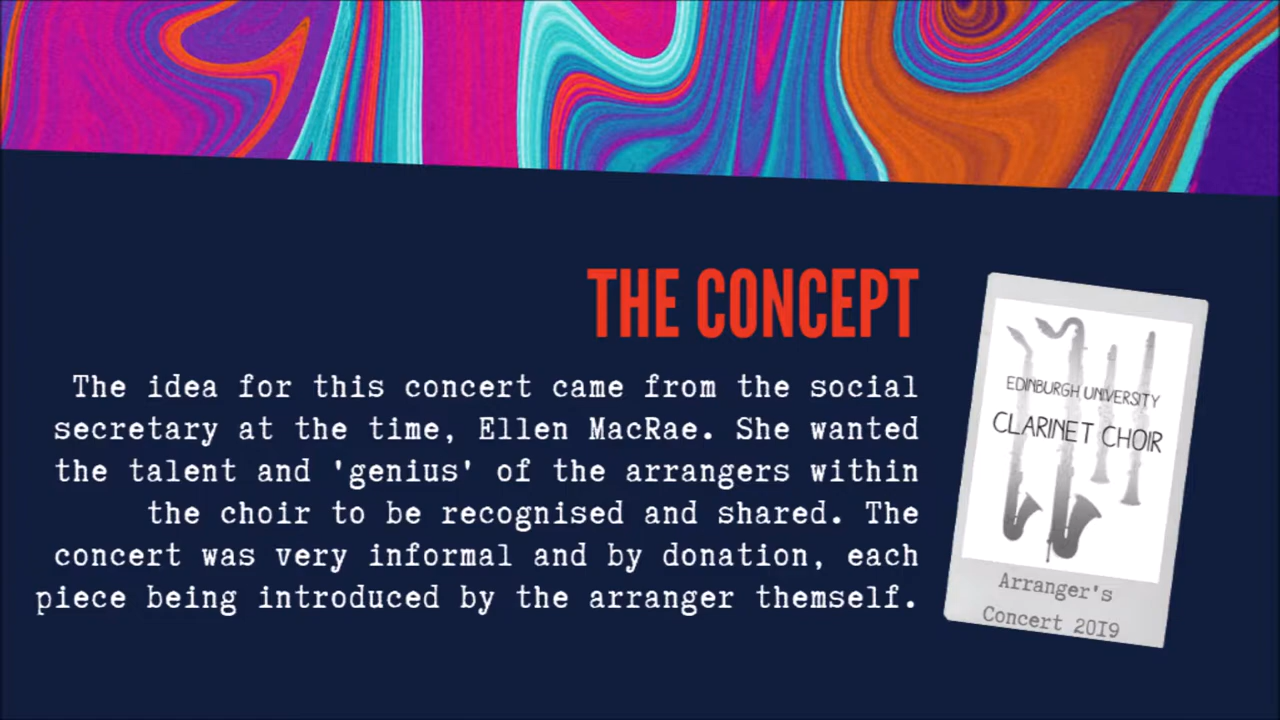 THE CONCEPT
The idea for this concert came from the social
secretary at the time, Ellen MacRae. She wanted
the talent and 'genius' of the arrangers within
the choir to be recognised and shared. The
concert was very informal and by donation, each
piece being introduced by the arranger themself.
EDINBURGH UNIVERSITY
CLARINET CHOIR
Arranger's
Concert 2019